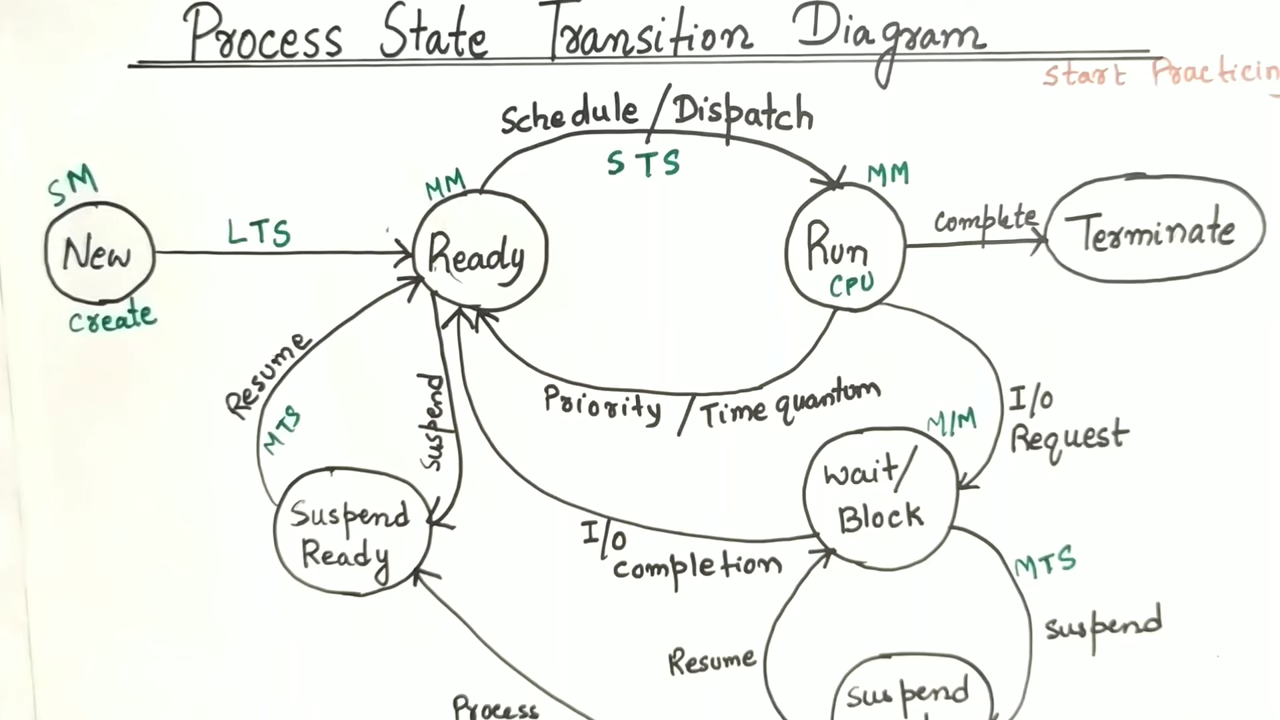 Process State Transition Diagram
Start Practicin
Schedule / Dispatch
STS
SM
New
create
LTS
MM
Ready
MM
Run
CPU
complete
Terminate
Resume
MTS
Suspend
Priority / Time quantum
I/o
Request
M/M
Wait/
Block
Suspend
Ready
I/o
completion
MTS
suspend
Resume
suspend
Process